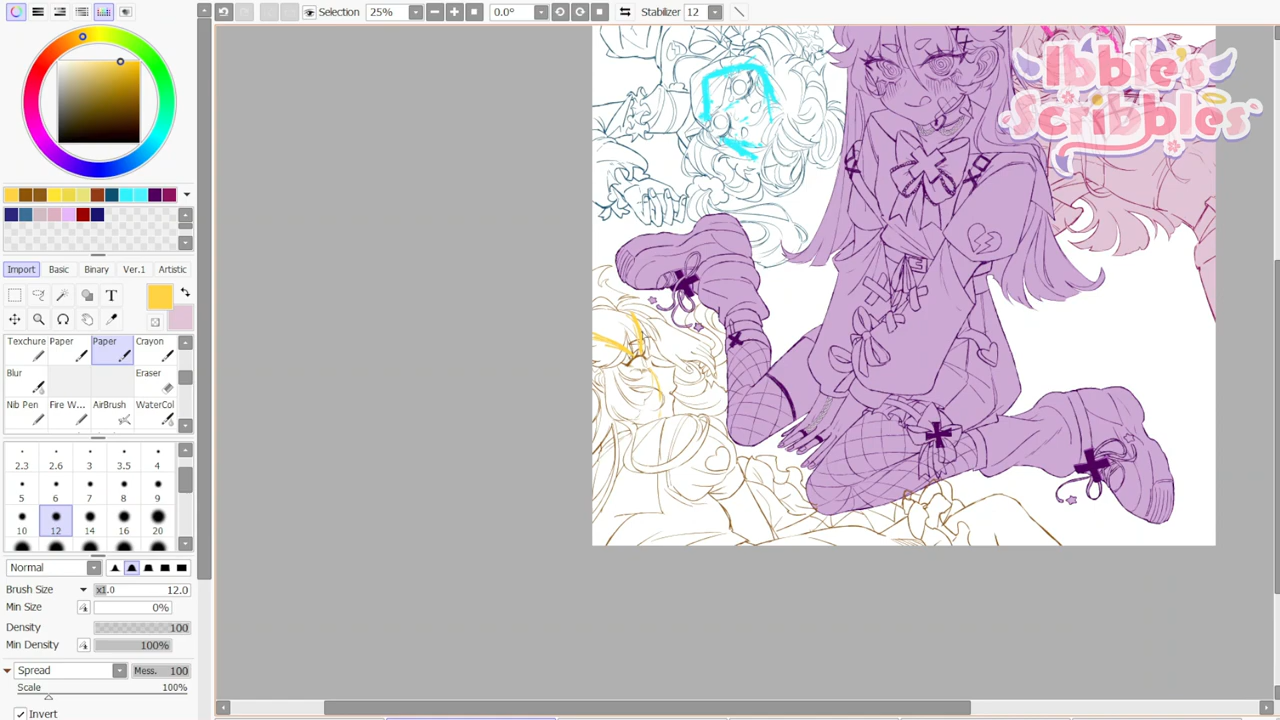 Selection
25%
0.0°
Stabilizer 12
Ibble's
Scribbles
Import Basic Binary Ver.1 Artistic
T
Texchure Paper Paper Crayon
Blur Eraser
Nib Pen Fire W... AirBrush WaterCol
2.3 2.6 3 3.5 4
5 6 7 8 9
10 12 14 16 20
Normal
Brush Size x1.0 12.0
Min Size 0%
Density 100
Min Density 100%
Spread Mess. 100
Scale 100%
Invert